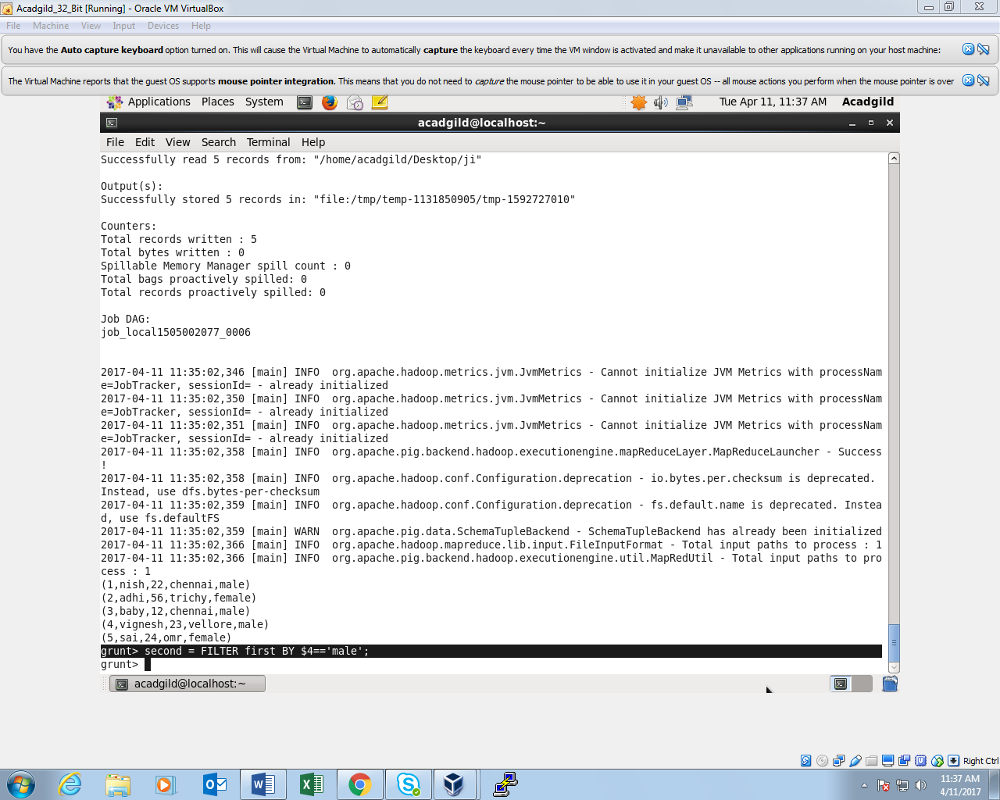 Acadgild_32_Bit [Running] - Oracle VM VirtualBox
File Machine View Input Devices Help
You have the Auto capture keyboard option turned on. This will cause the Virtual Machine to automatically capture the keyboard every time the VM window is activated and make it unavailable to other applications running on your host machine:
The Virtual Machine reports that the guest OS supports mouse pointer integration. This means that you do not need to capture the mouse pointer to be able to use it in your guest OS -- all mouse actions you perform when the mouse pointer is over
Applications Places System Tue Apr 11, 11:37 AM Acadgild
acadgild@localhost:~
File Edit View Search Terminal Help
Successfully read 5 records from: "/home/acadgild/Desktop/ji"
Output(s):
Successfully stored 5 records in: "file:/tmp/temp-1131850905/tmp-1592727010"
Counters:
Total records written : 5
Total bytes written : 0
Spillable Memory Manager spill count : 0
Total bags proactively spilled: 0
Total records proactively spilled: 0
Job DAG:
job_local1505002077_0006
2017-04-11 11:35:02,346 [main] INFO  org.apache.hadoop.metrics.jvm.JvmMetrics - Cannot initialize JVM Metrics with processNam
e=JobTracker, sessionId= - already initialized
2017-04-11 11:35:02,350 [main] INFO  org.apache.hadoop.metrics.jvm.JvmMetrics - Cannot initialize JVM Metrics with processNam
e=JobTracker, sessionId= - already initialized
2017-04-11 11:35:02,351 [main] INFO  org.apache.hadoop.metrics.jvm.JvmMetrics - Cannot initialize JVM Metrics with processNam
e=JobTracker, sessionId= - already initialized
2017-04-11 11:35:02,358 [main] INFO  org.apache.pig.backend.hadoop.executionengine.mapReduceLayer.MapReduceLauncher - Success
!
2017-04-11 11:35:02,358 [main] INFO  org.apache.hadoop.conf.Configuration.deprecation - io.bytes.per.checksum is deprecated.
Instead, use dfs.bytes-per-checksum
2017-04-11 11:35:02,359 [main] INFO  org.apache.hadoop.conf.Configuration.deprecation - fs.default.name is deprecated. Instea
d, use fs.defaultFS
2017-04-11 11:35:02,359 [main] WARN  org.apache.pig.data.SchemaTupleBackend - SchemaTupleBackend has already been initialized
2017-04-11 11:35:02,366 [main] INFO  org.apache.hadoop.mapreduce.lib.input.FileInputFormat - Total input paths to process : 1
2017-04-11 11:35:02,366 [main] INFO  org.apache.pig.backend.hadoop.executionengine.util.MapRedUtil - Total input paths to pro
cess : 1
(1,nish,22,chennai,male)
(2,adhi,56,trichy,female)
(3,baby,12,chennai,male)
(4,vignesh,23,vellore,male)
(5,sai,24,omr,female)
grunt> second = FILTER first BY $4=='male';
grunt>
acadgild@localhost:~
Right Ctrl
11:37 AM
4/11/2017